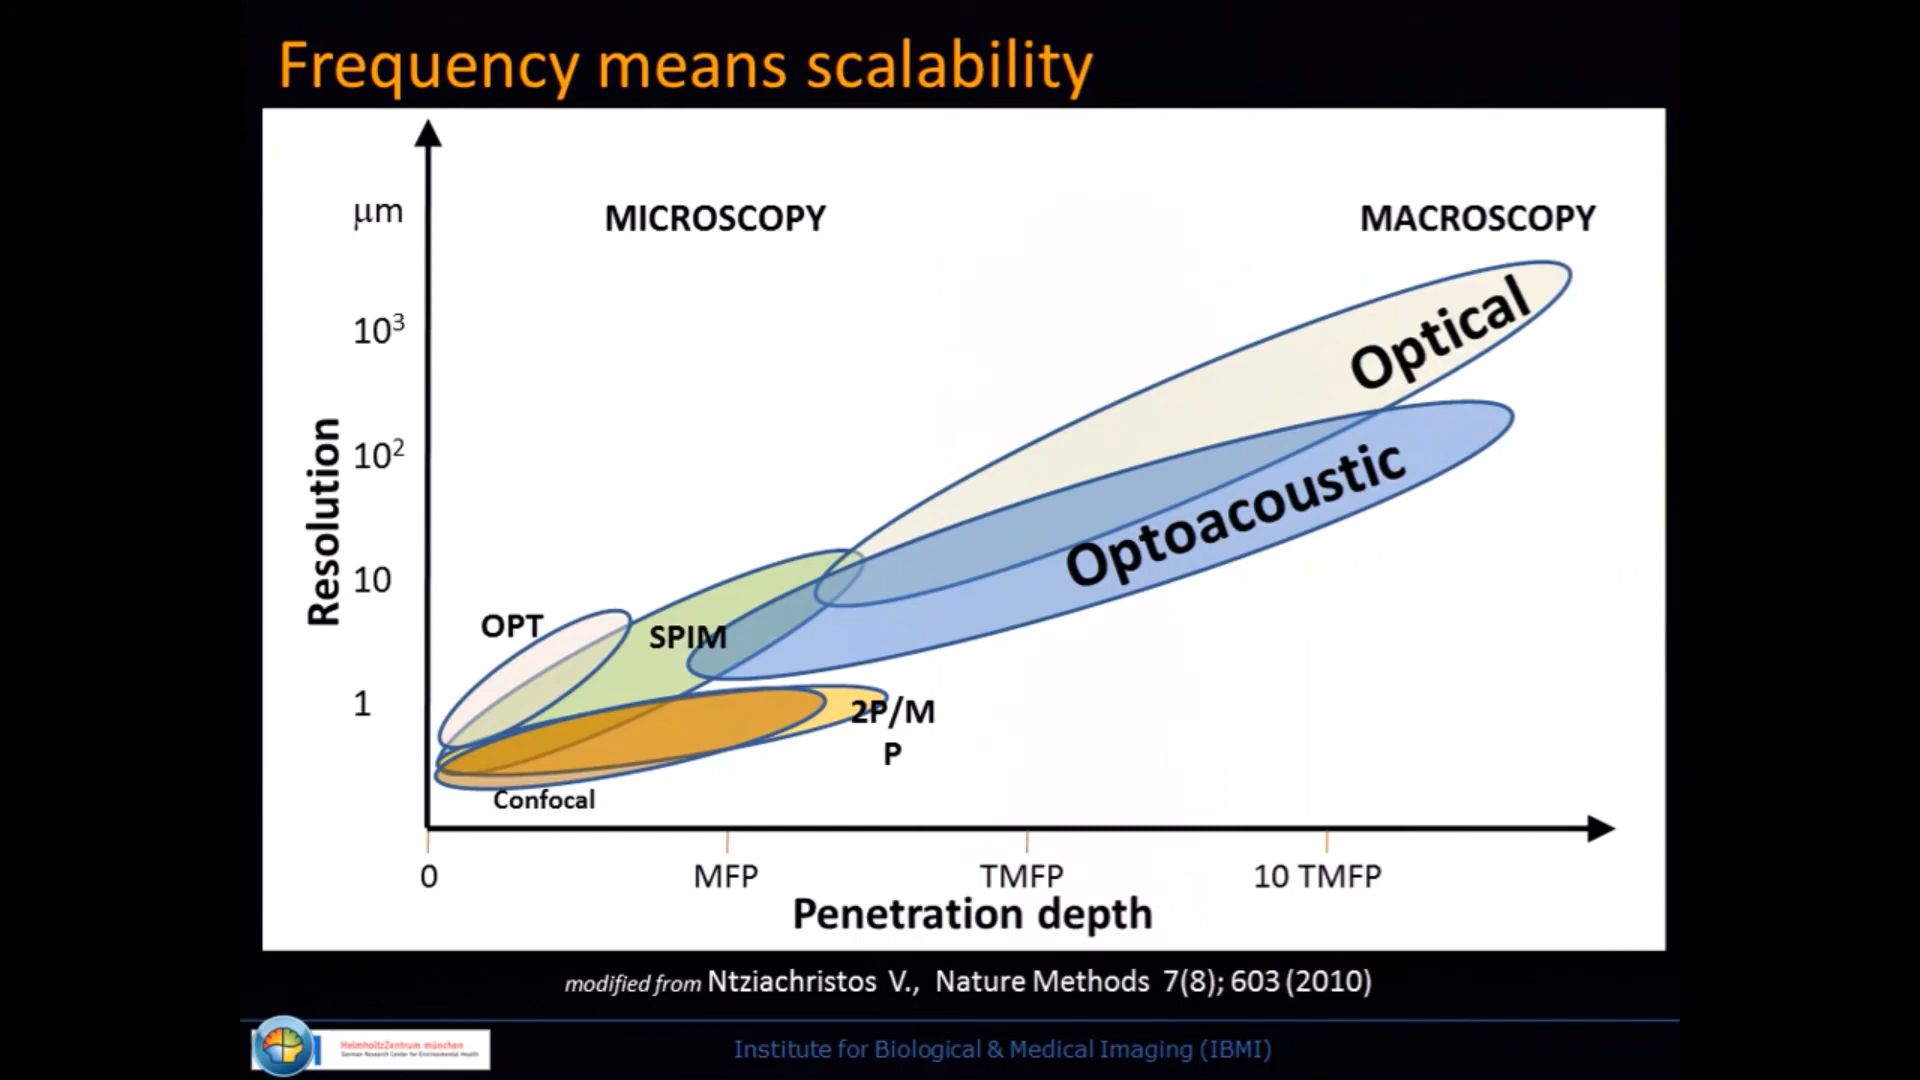 Frequency means scalability
μm
MICROSCOPY
MACROSCOPY
10³
10²
10
1
Resolution
Optical
Optoacoustic
OPT
SPIM
2P/M
P
Confocal
0
MFP
TMFP
10 TMFP
Penetration depth
modified from Ntziachristos V., Nature Methods 7(8); 603 (2010)
HelmholtzZentrum münchen
German Research Center for Environmental Health
Institute for Biological & Medical Imaging (IBMI)